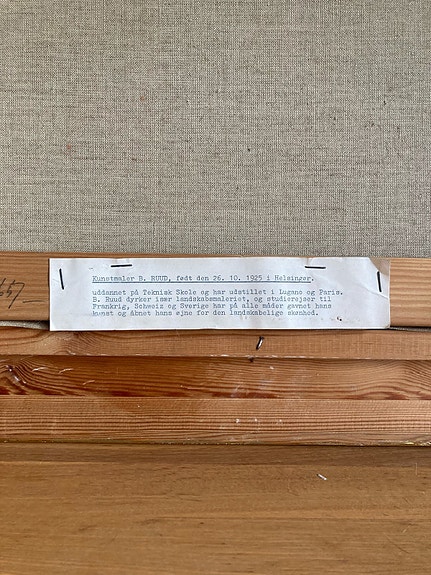 Kunstmaler B. RUUD, født den 26. 10. 1925 i Helsingør.
uddannet på Teknisk Skole og har udstillet i Lugano og Paris.
B. Ruud dyrker især landskabsmaleriet, og studierejser til
Frankrig, Schweiz og Sverige har på alle måder gavnet hans
kunst og åbnet hans øjne for den landskabelige skønhed.